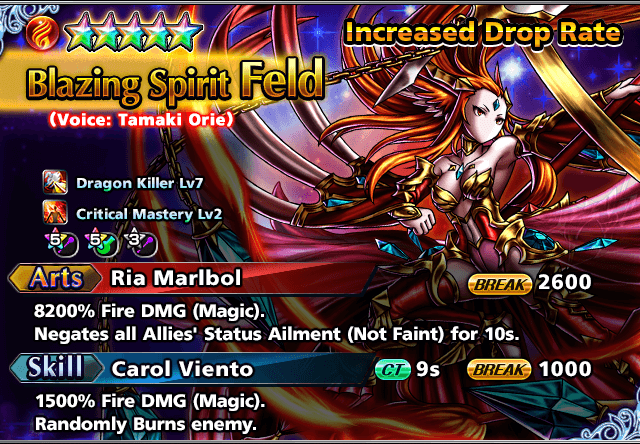 Increased Drop Rate
Blazing Spirit Feld
(Voice: Tamaki Orie)
Dragon Killer Lv7
Critical Mastery Lv2
5 5 3
Arts Ria Marlbol BREAK 2600
8200% Fire DMG (Magic).
Negates all Allies' Status Ailment (Not Faint) for 10s.
Skill Carol Viento CT 9s BREAK 1000
1500% Fire DMG (Magic).
Randomly Burns enemy.